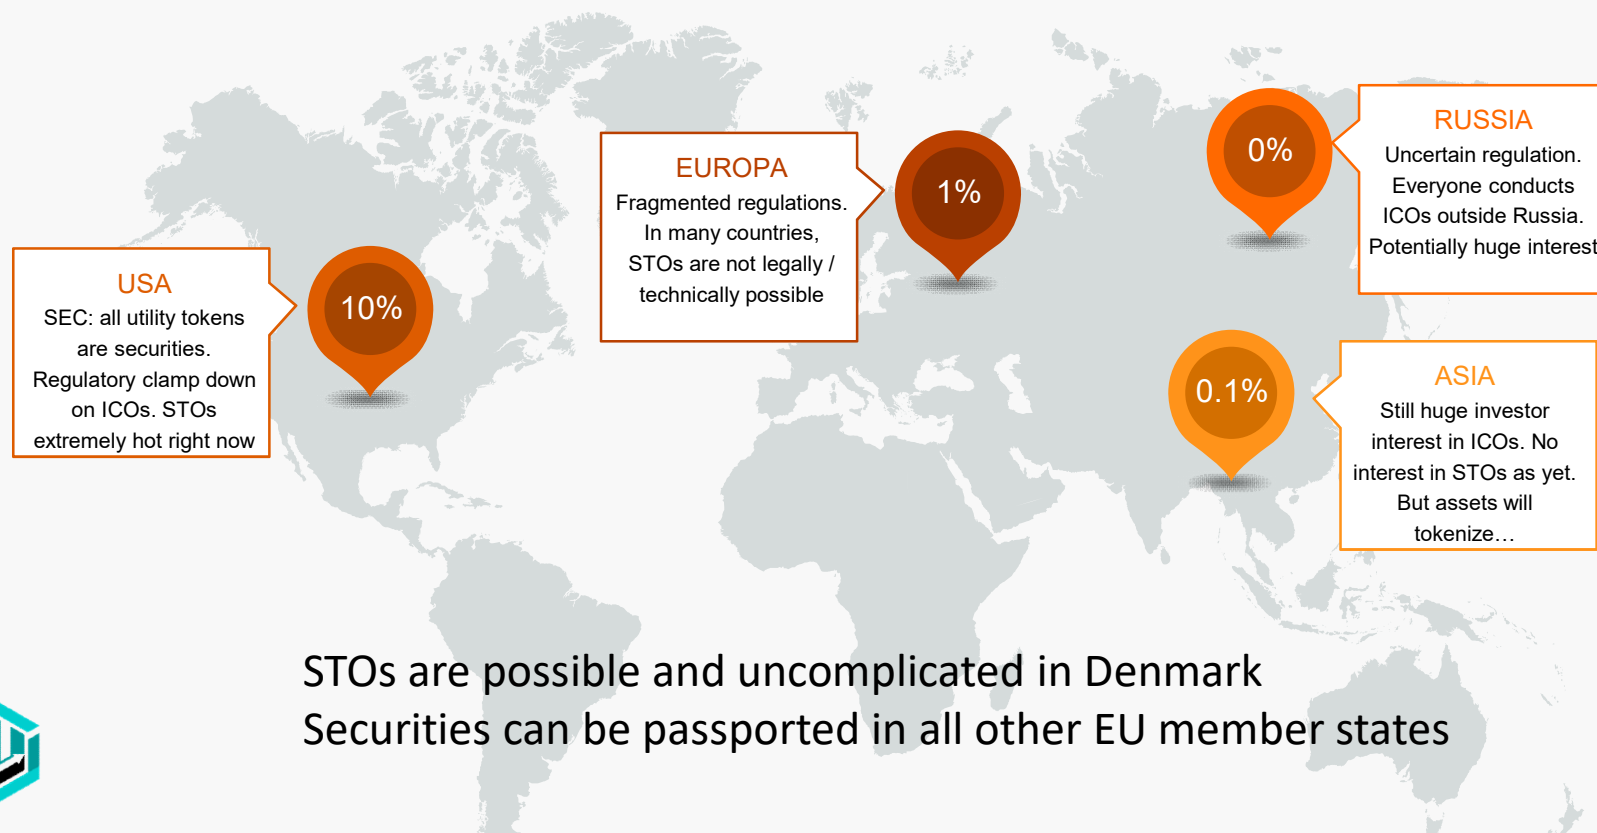 USA
SEC: all utility tokens
are securities.
Regulatory clamp down
on ICOs. STOs
extremely hot right now
10%
EUROPA
Fragmented regulations.
In many countries,
STOs are not legally /
technically possible
1%
0%
RUSSIA
Uncertain regulation.
Everyone conducts
ICOs outside Russia.
Potentially huge interest
0.1%
ASIA
Still huge investor
interest in ICOs. No
interest in STOs as yet.
But assets will
tokenize…
STOs are possible and uncomplicated in Denmark
Securities can be passported in all other EU member states